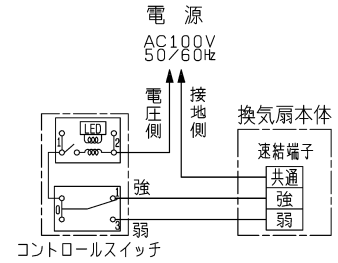 電 源
AC100V
50/60Hz
電圧側
接地側
換気扇本体
LED
1
2
速結端子
共通
強
弱
強
0
1
3
弱
コントロールスイッチ